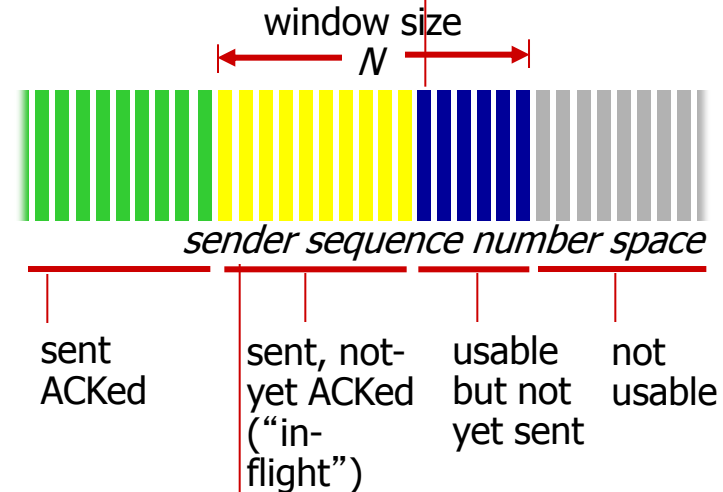 window size
N
sender sequence number space
sent
ACKed
sent, not-
yet ACKed
(“in-
flight”)
usable
but not
yet sent
not
usable